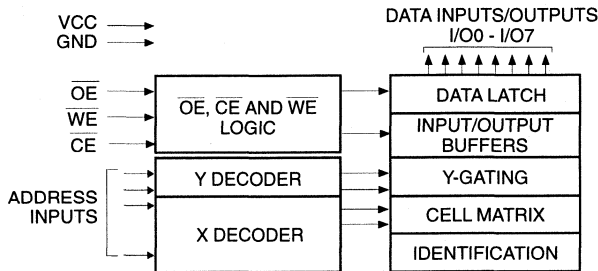 VCC
GND
DATA INPUTS/OUTPUTS
I/O0 - I/O7
OE
WE
CE
OE, CE AND WE
LOGIC
DATA LATCH
INPUT/OUTPUT
BUFFERS
ADDRESS
INPUTS
Y DECODER
X DECODER
Y-GATING
CELL MATRIX
IDENTIFICATION